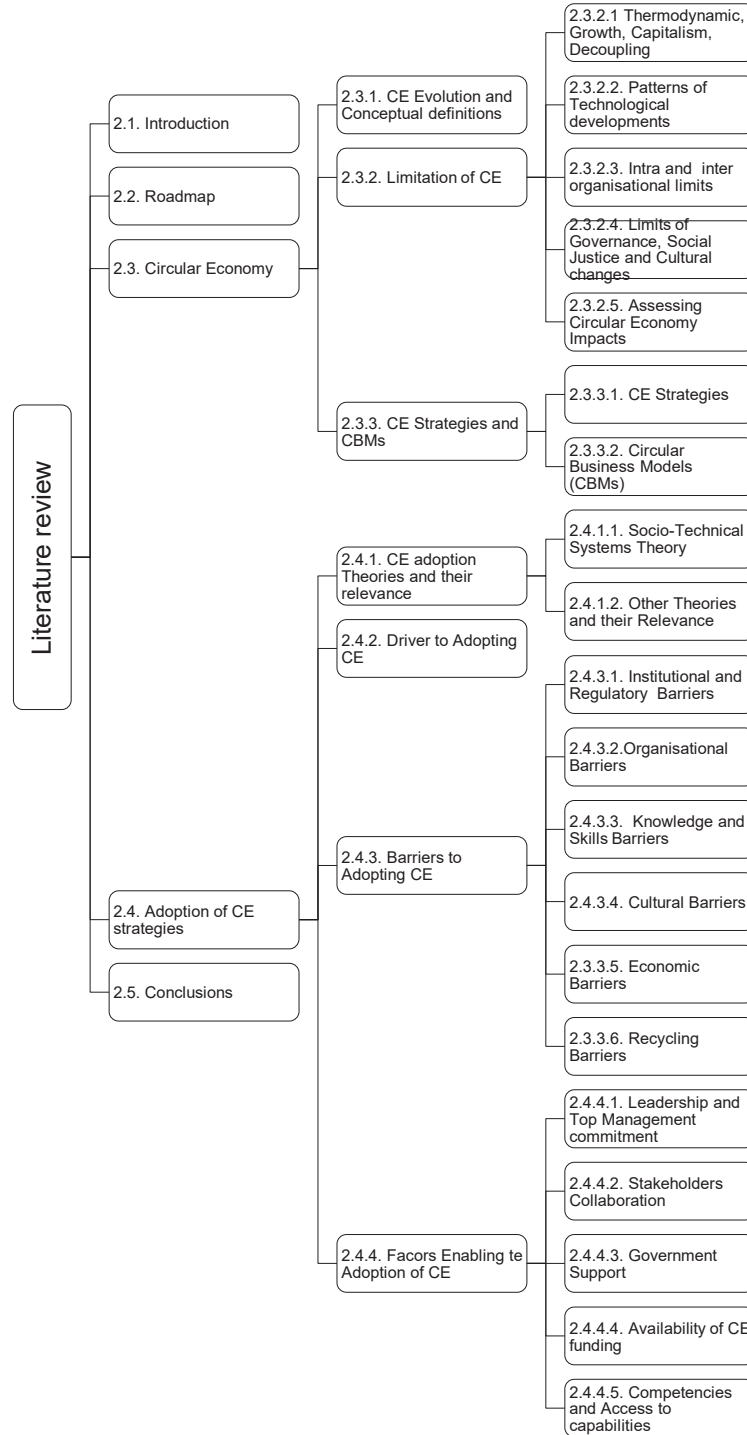 Literature review
2.1. Introduction
2.2. Roadmap
2.3. Circular Economy
2.3.1. CE Evolution and
Conceptual definitions
2.3.2. Limitation of CE
2.3.2.1 Thermodynamic,
Growth, Capitalism,
Decoupling
2.3.2.2. Patterns of
Technological
developments
2.3.2.3. Intra and inter
organisational limits
2.3.2.4. Limits of
Governance, Social
Justice and Cultural
changes
2.3.2.5. Assessing
Circular Economy
Impacts
2.3.3. CE Strategies and
CBMs
2.3.3.1. CE Strategies
2.3.3.2. Circular
Business Models
(CBMs)
2.4. Adoption of CE
strategies
2.4.1. CE adoption
Theories and their
relevance
2.4.1.1. Socio-Technical
Systems Theory
2.4.1.2. Other Theories
and their Relevance
2.4.2. Driver to Adopting
CE
2.4.3. Barriers to
Adopting CE
2.4.3.1. Institutional and
Regulatory Barriers
2.4.3.2.Organisational
Barriers
2.4.3.3. Knowledge and
Skills Barriers
2.4.3.4. Cultural Barriers
2.3.3.5. Economic
Barriers
2.3.3.6. Recycling
Barriers
2.4.4. Facors Enabling te
Adoption of CE
2.4.4.1. Leadership and
Top Management
commitment
2.4.4.2. Stakeholders
Collaboration
2.4.4.3. Government
Support
2.4.4.4. Availability of CE
funding
2.4.4.5. Competencies
and Access to
capabilities
2.5. Conclusions